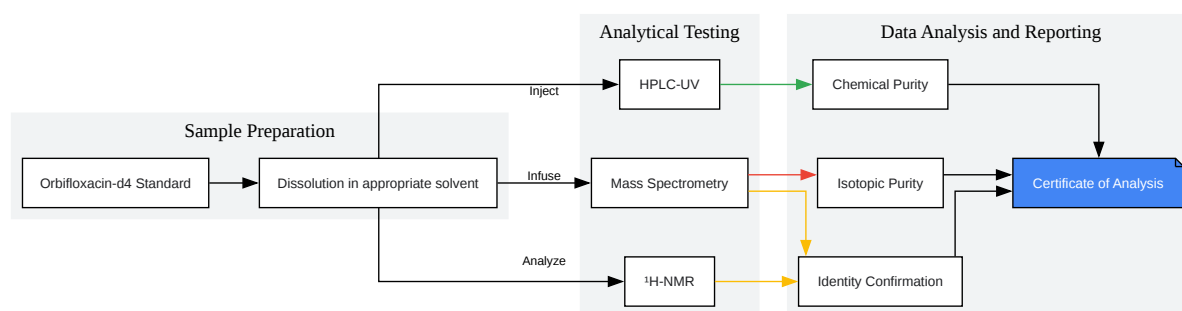 Analytical Testing
Data Analysis and Reporting
HPLC-UV
Chemical Purity
Inject
Sample Preparation
Orbifloxacin-d4 Standard
Dissolution in appropriate solvent
Infuse
Mass Spectrometry
Isotopic Purity
Certificate of Analysis
Analyze
¹H-NMR
Identity Confirmation